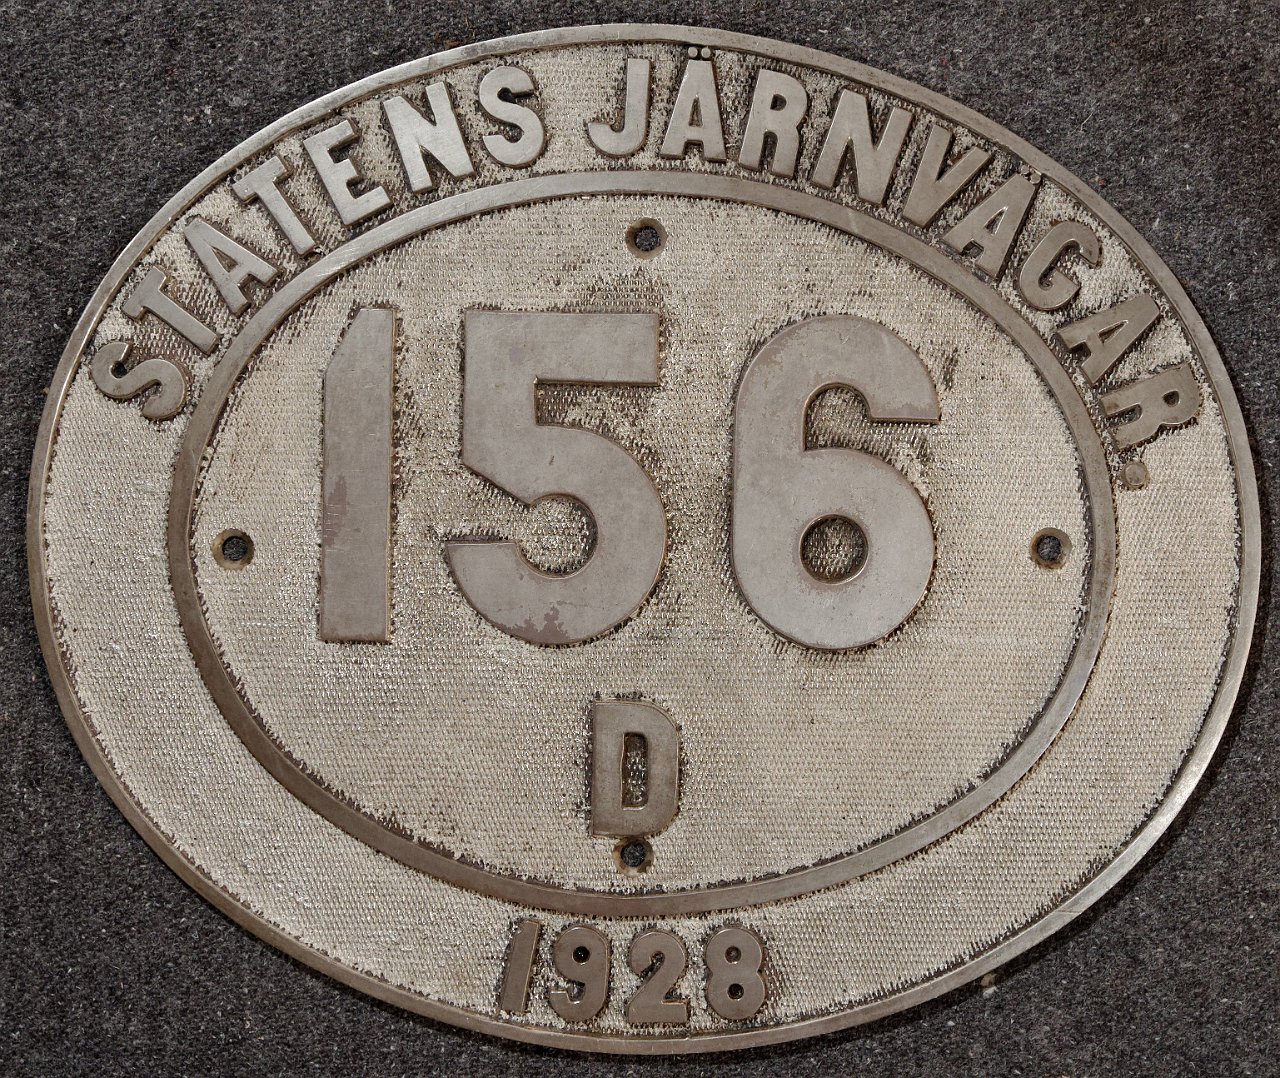 STATENS JÄRNVÄGAR.
156
D
1928